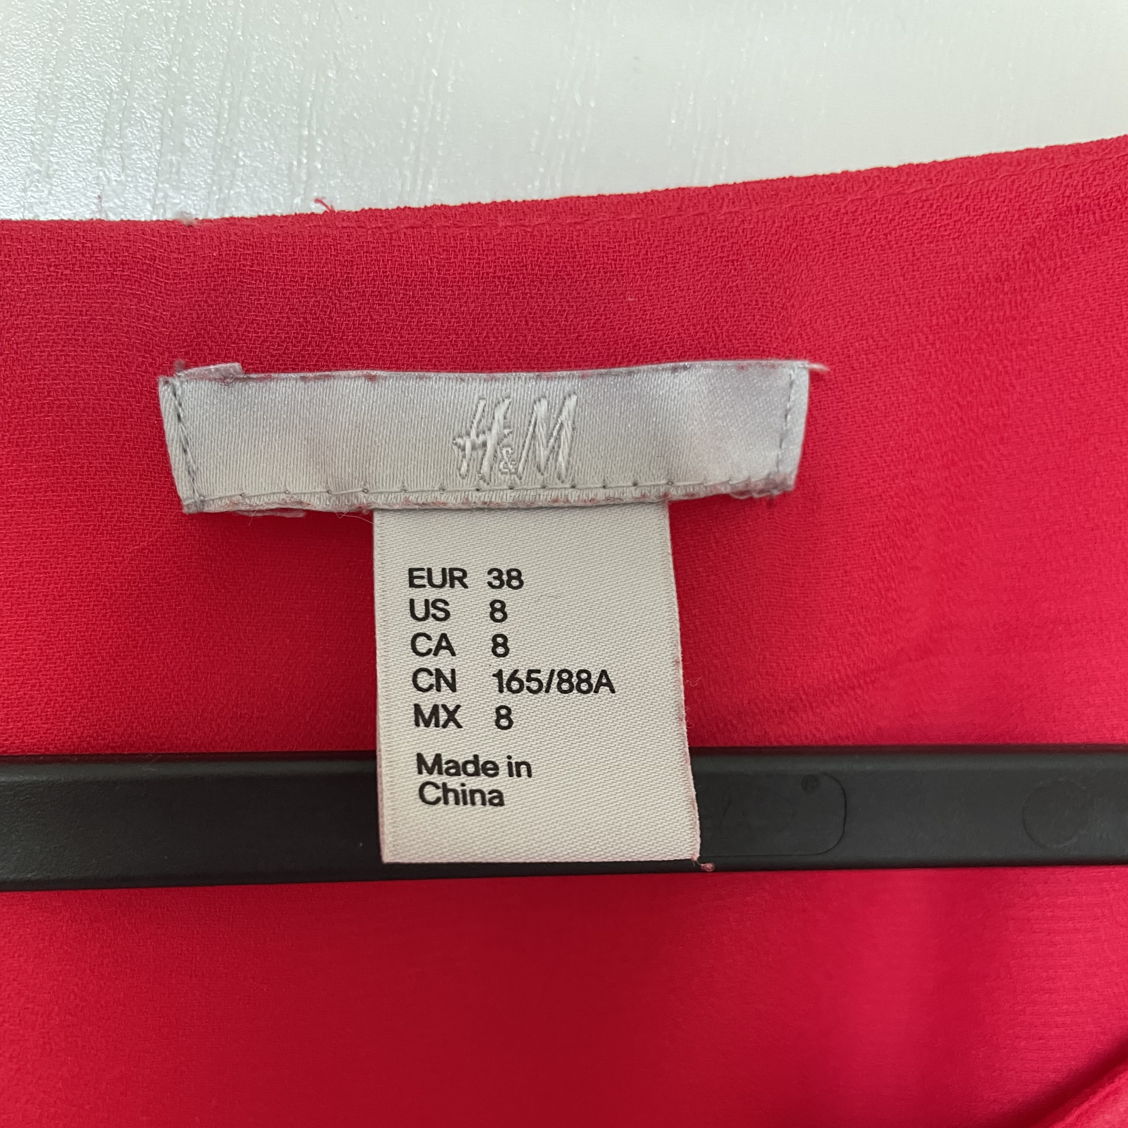 H&M
EUR 38
US 8
CA 8
CN 165/88A
MX 8
Made in
China